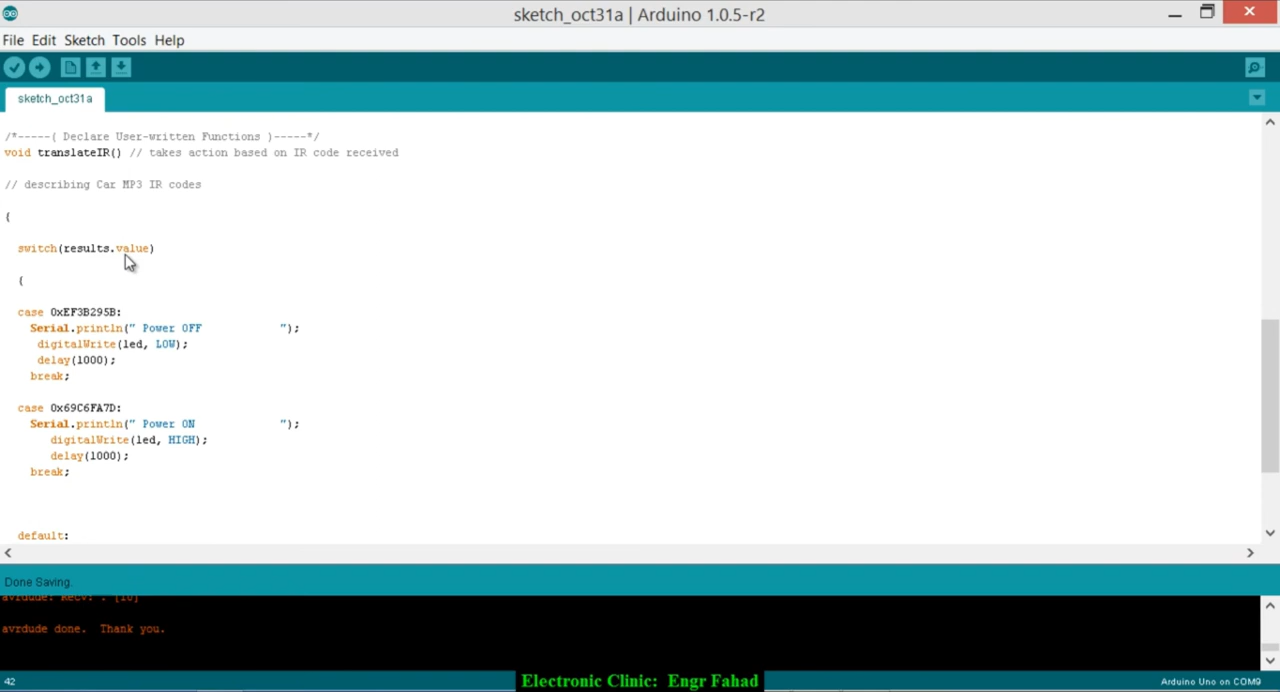 sketch_oct31a | Arduino 1.0.5-r2
File Edit Sketch Tools Help
sketch_oct31a
/*-----( Declare User-written Functions )-----*/
void translateIR() // takes action based on IR code received
// describing Car MP3 IR codes
{
switch(results.value)
{
case 0xEF3B295B:
Serial.println(" Power OFF           ");
digitalWrite(led, LOW);
delay(1000);
break;
case 0x69C6FA7D:
Serial.println(" Power ON            ");
digitalWrite(led, HIGH);
delay(1000);
break;
default:
Done Saving.
avrdude: Recv: . [10]
avrdude done.  Thank you.
42
Electronic Clinic: Engr Fahad
Arduino Uno on COM9